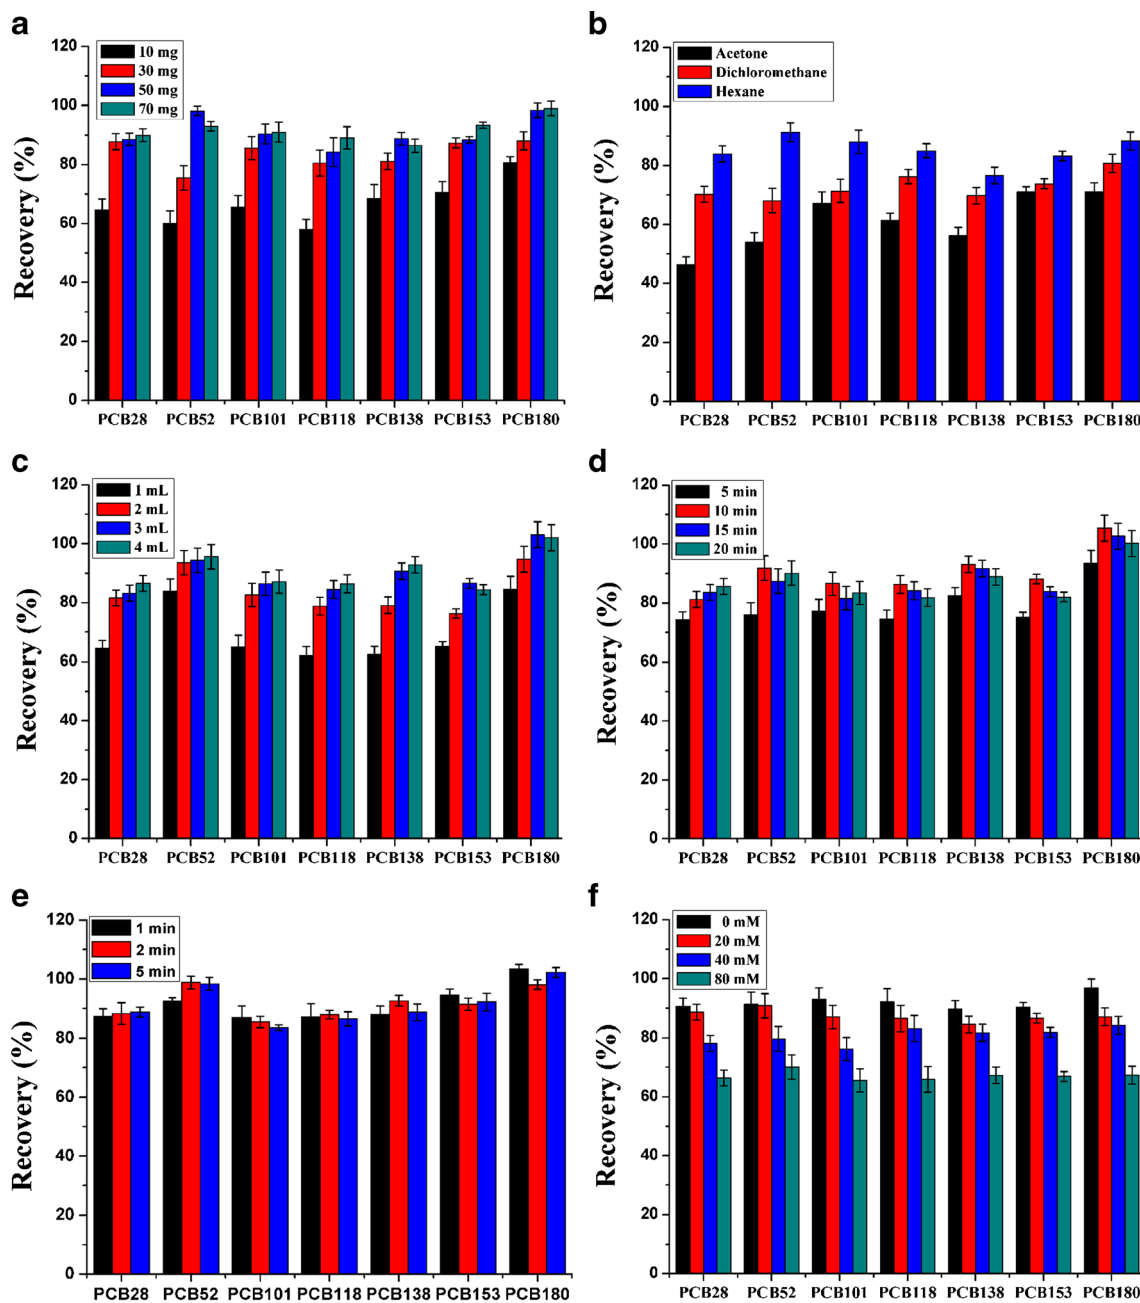 a
120
100
80
60
40
20
0
Recovery (%)
10 mg
30 mg
50 mg
70 mg
PCB28 PCB52 PCB101 PCB118 PCB138 PCB153 PCB180
b
120
100
80
60
40
20
0
Recovery (%)
Acetone
Dichloromethane
Hexane
PCB28 PCB52 PCB101 PCB118 PCB138 PCB153 PCB180
c
120
100
80
60
40
20
0
Recovery (%)
1 mL
2 mL
3 mL
4 mL
PCB28 PCB52 PCB101 PCB118 PCB138 PCB153 PCB180
d
120
100
80
60
40
20
0
Recovery (%)
5 min
10 min
15 min
20 min
PCB28 PCB52 PCB101 PCB118 PCB138 PCB153 PCB180
e
120
100
80
60
40
20
0
Recovery (%)
1 min
2 min
5 min
PCB28 PCB52 PCB101 PCB118 PCB138 PCB153 PCB180
f
120
100
80
60
40
20
0
Recovery (%)
0 mM
20 mM
40 mM
80 mM
PCB28 PCB52 PCB101 PCB118 PCB138 PCB153 PCB180